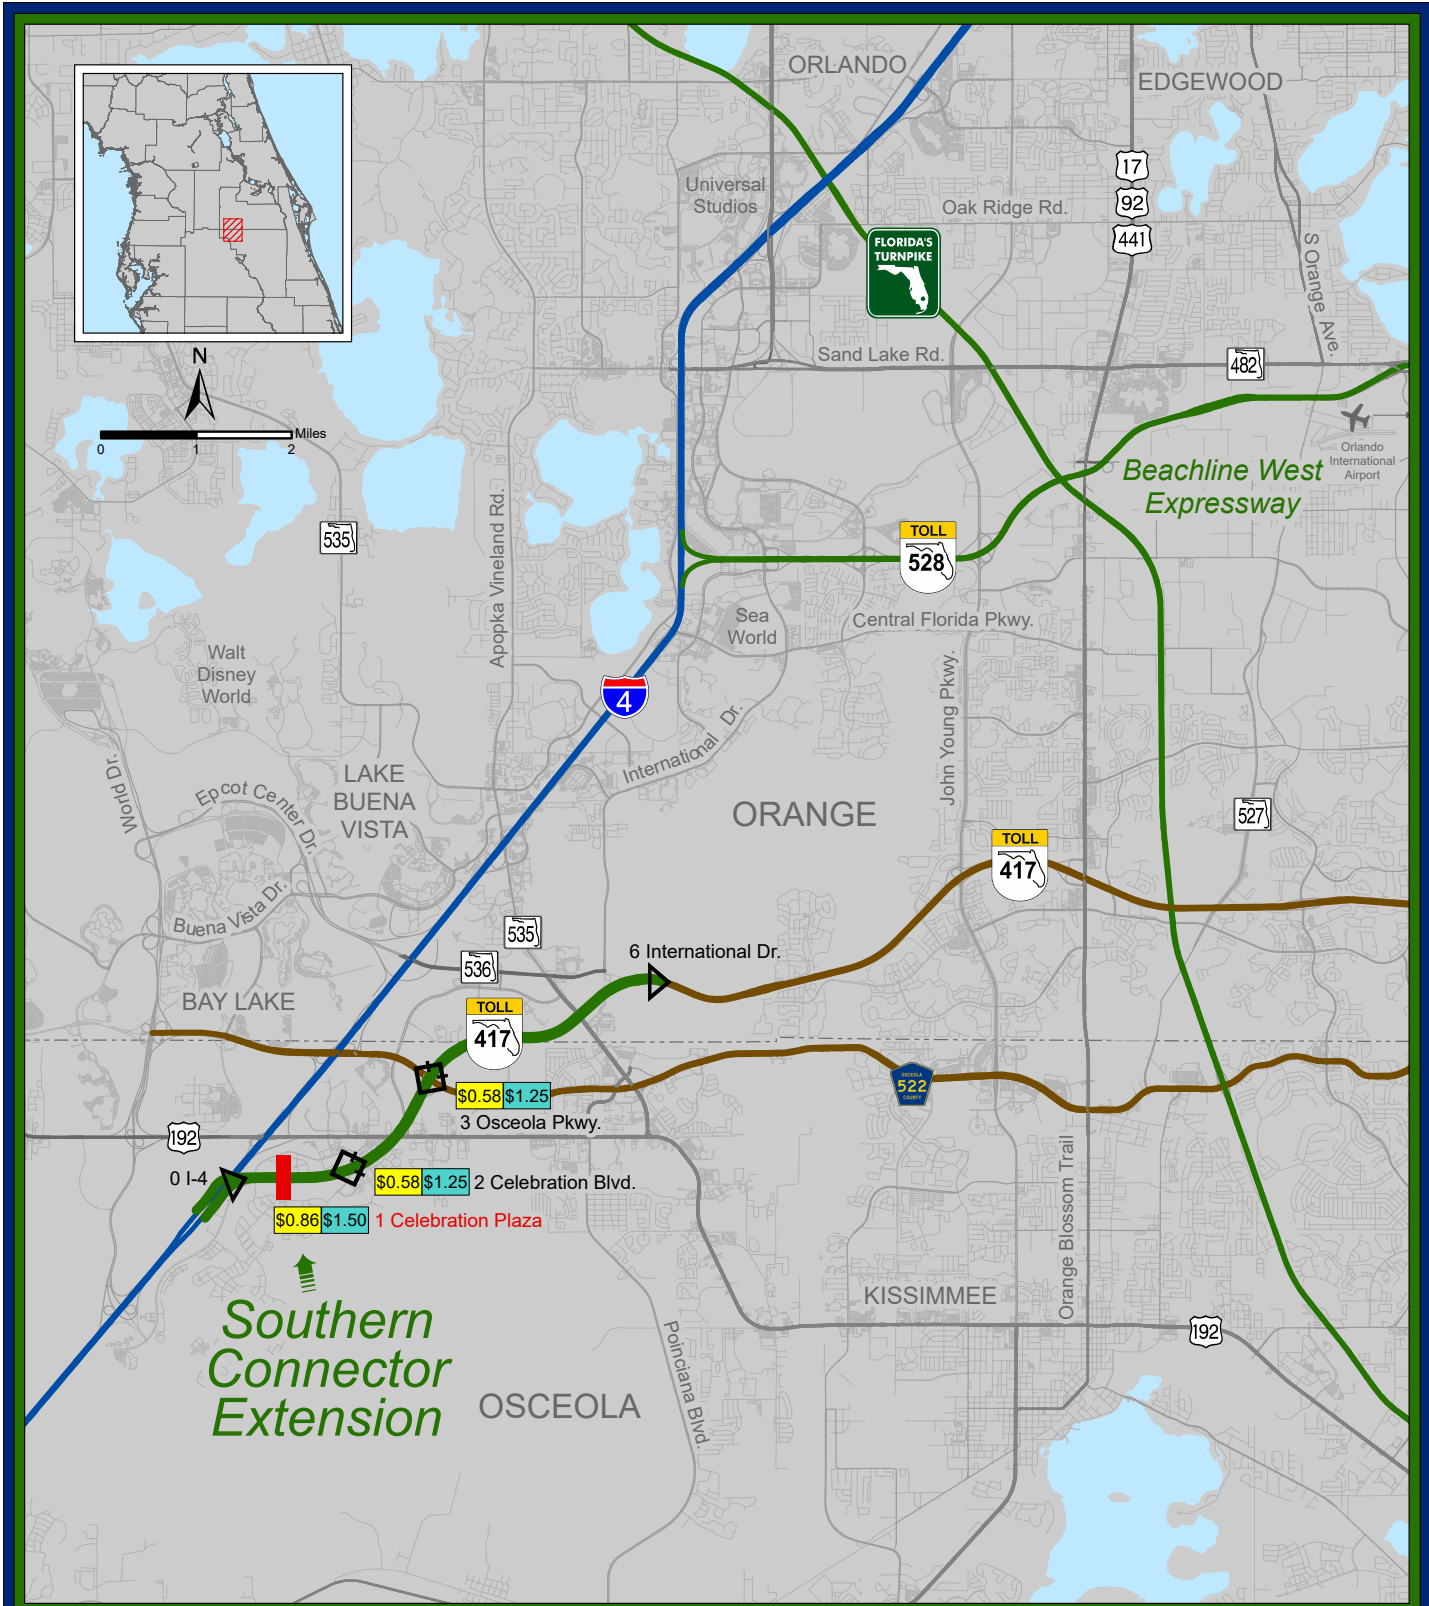 ORLANDO
EDGEWOOD
17
92
441
Universal
Studios
Oak Ridge Rd.
FLORIDA'S
TURNPIKE
S Orange Ave.
N
Miles
0 1 2
Sand Lake Rd.
482
Orlando
International
Airport
Beachline West
Expressway
535
Apopka Vineland Rd.
TOLL
528
Sea
World
Central Florida Pkwy.
Walt
Disney
World
4
International Dr.
John Young Pkwy.
World Dr.
Epcot Center Dr.
LAKE
BUENA
VISTA
ORANGE
527
TOLL
417
Buena Vista Dr.
535
536
6 International Dr.
BAY LAKE
TOLL
417
OSCEOLA
522
COUNTY
$0.58 $1.25
3 Osceola Pkwy.
192
0 I-4
$0.58 $1.25 2 Celebration Blvd.
$0.86 $1.50 1 Celebration Plaza
Orange Blossom Trail
Southern
Connector
Extension
KISSIMMEE
192
Poinciana Blvd.
OSCEOLA